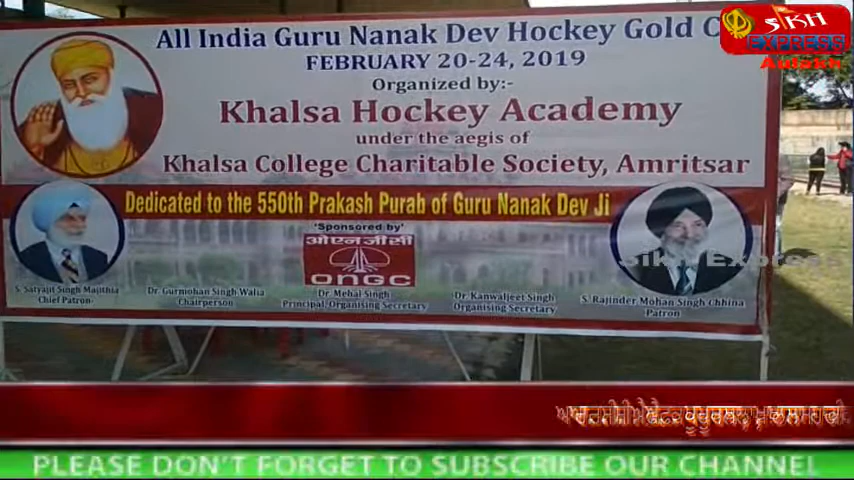 All India Guru Nanak Dev Hockey Gold C
FEBRUARY 20-24, 2019
ORGANIZED BY:-
Khalsa Hockey Academy
under the aegis of
Khalsa College Charitable Society, Amritsar
Dedicated to the 550th Prakash Purab of Guru Nanak Dev Ji
'Sponsored by'
ओएनजीसी
ONGC
S. Satyajit Singh Majithia
Chief Patron
Dr. Gurmohan Singh Walia
Chairperson
Dr. Mehal Singh
Principal, Organising Secretary
Dr. Kanwaljeet Singh
Organising Secretary
S. Rajinder Mohan Singh Chhina
Patron
SIKH
EXPRESS
Aulakh
SIKH EXPRESS
PLEASE DON'T FORGET TO SUBSCRIBE OUR CHANNEL